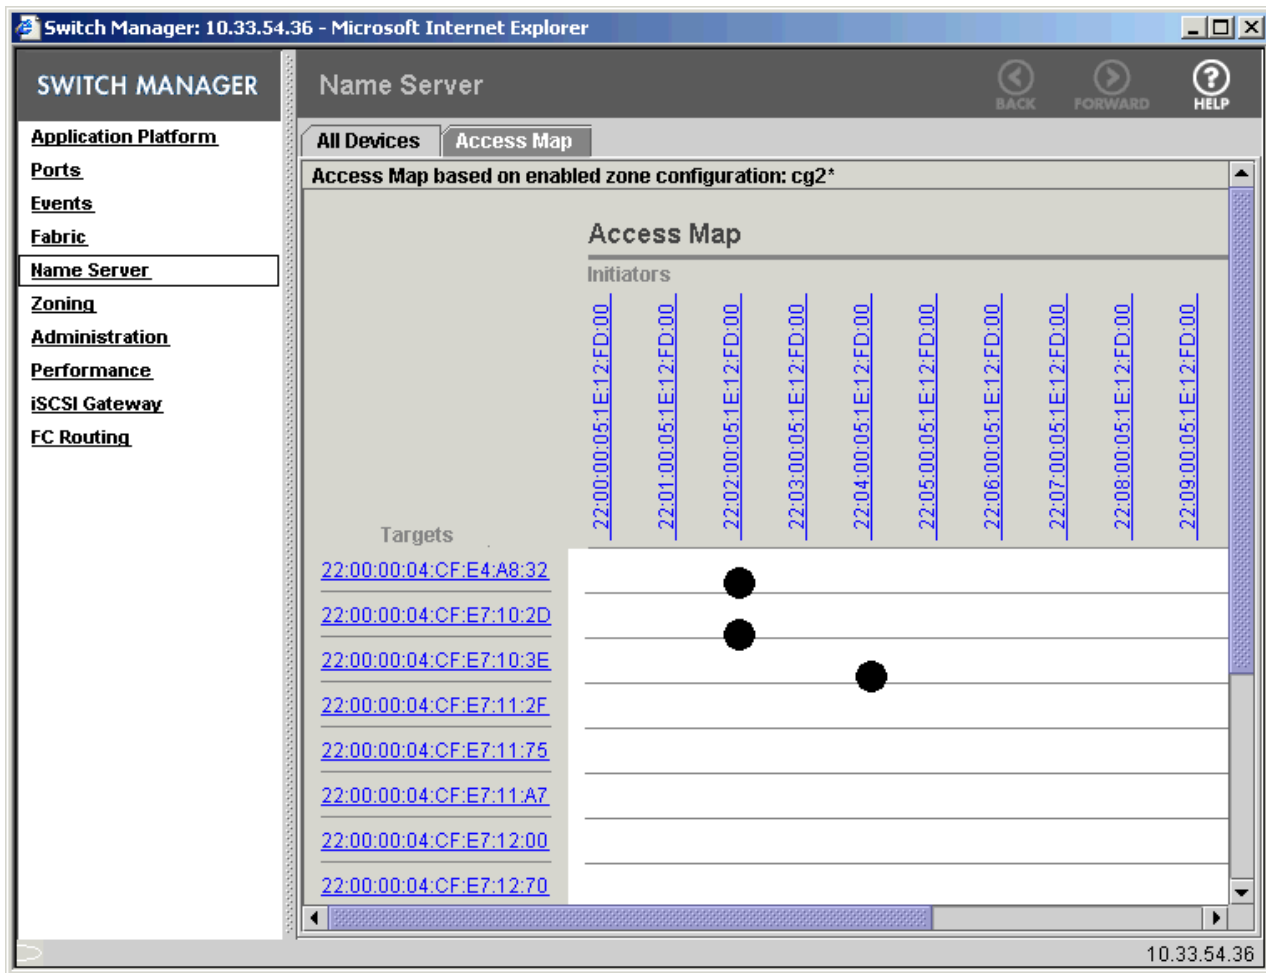 Switch Manager: 10.33.54.36 - Microsoft Internet Explorer
SWITCH MANAGER
Name Server
BACK
FORWARD
HELP
Application Platform
Ports
Events
Fabric
Name Server
Zoning
Administration
Performance
iSCSI Gateway
FC Routing
All Devices
Access Map
Access Map based on enabled zone configuration: cg2*
Access Map
Initiators
22:00:00:05:1E:12:FD:00
22:01:00:05:1E:12:FD:00
22:02:00:05:1E:12:FD:00
22:03:00:05:1E:12:FD:00
22:04:00:05:1E:12:FD:00
22:05:00:05:1E:12:FD:00
22:06:00:05:1E:12:FD:00
22:07:00:05:1E:12:FD:00
22:08:00:05:1E:12:FD:00
22:09:00:05:1E:12:FD:00
Targets
22:00:00:04:CF:E4:A8:32
22:00:00:04:CF:E7:10:2D
22:00:00:04:CF:E7:10:3E
22:00:00:04:CF:E7:11:2F
22:00:00:04:CF:E7:11:75
22:00:00:04:CF:E7:11:A7
22:00:00:04:CF:E7:12:00
22:00:00:04:CF:E7:12:70
10.33.54.36